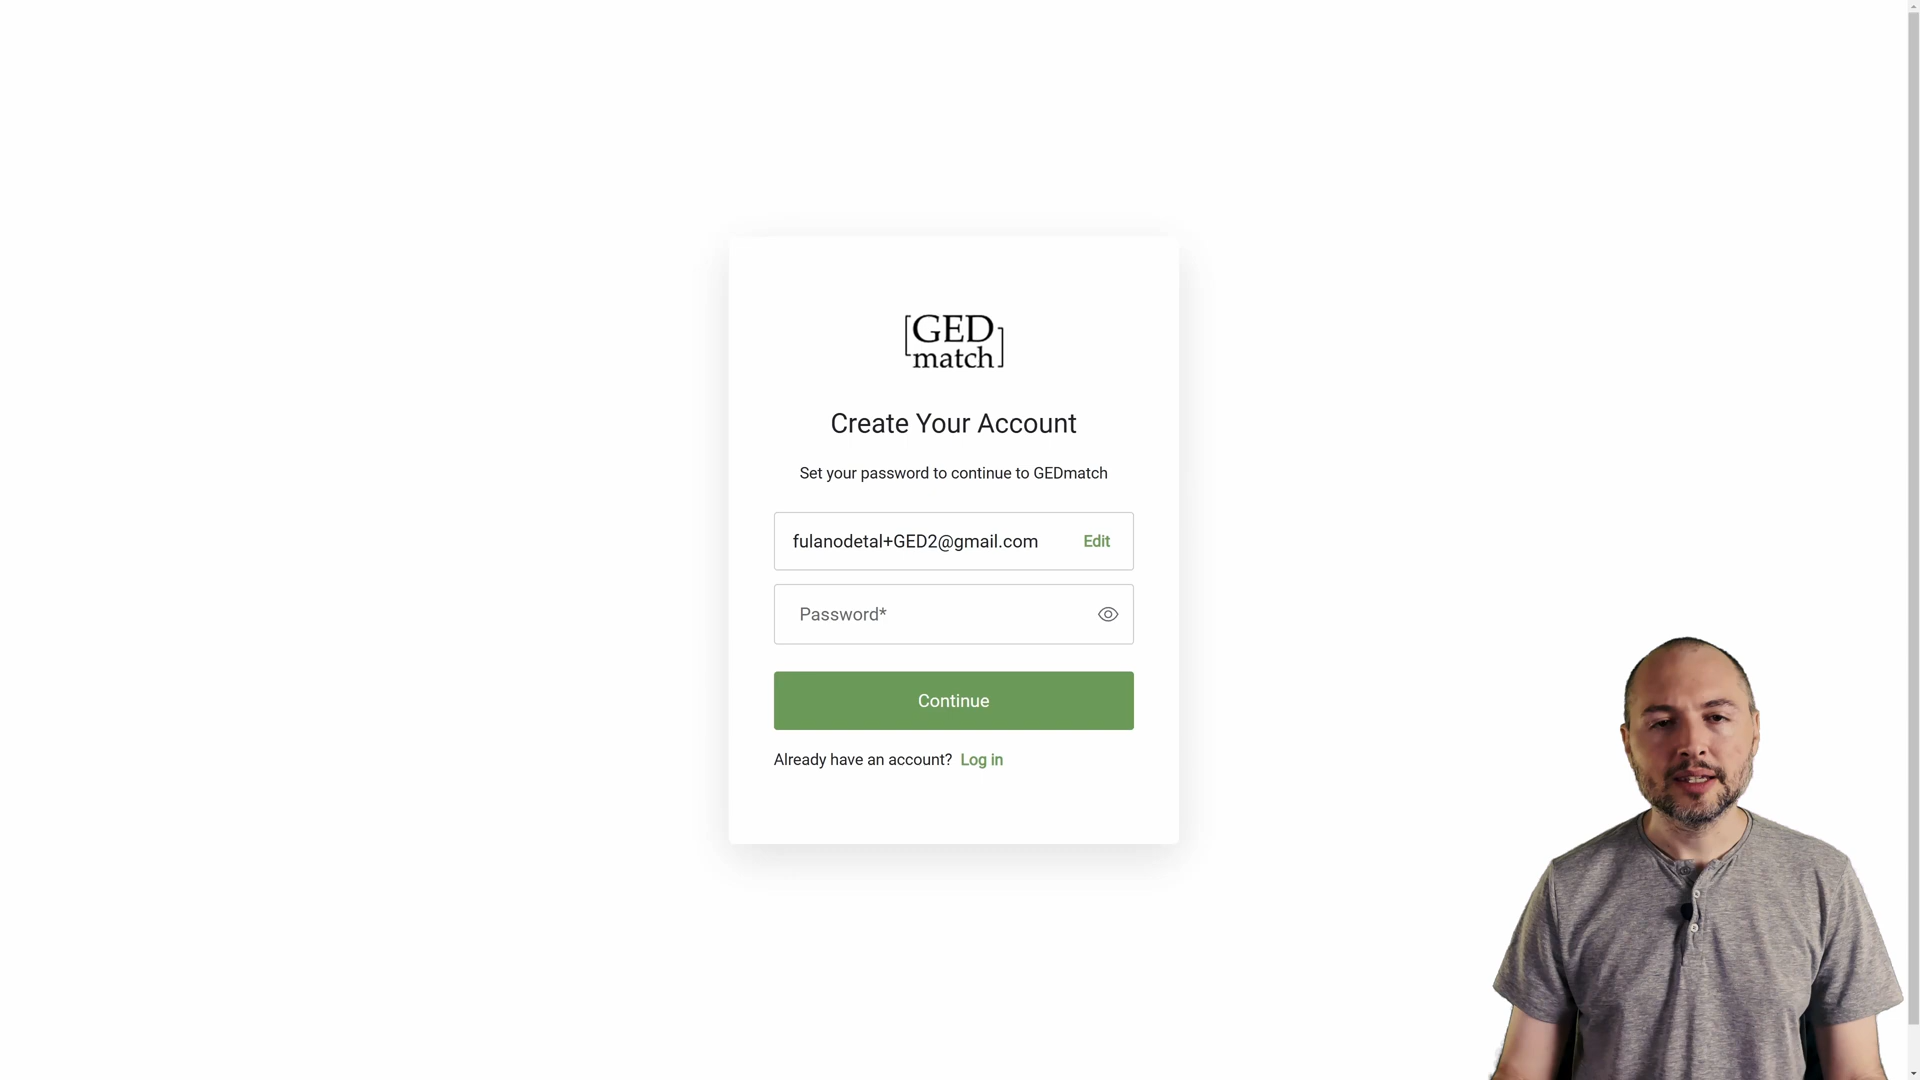 [GED
match]
Create Your Account
Set your password to continue to GEDmatch
fulanodetal+GED2@gmail.com Edit
Password*
Continue
Already have an account? Log in